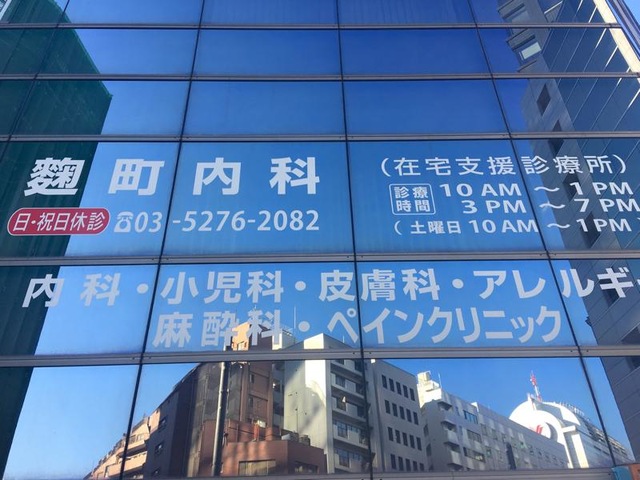 麴町内科
(在宅支援診療所)
診療時間 10 AM ～ 1 PM
3 PM ～ 7 PM
(土曜日 10 AM ～ 1 PM
日・祝日休診 ☎03-5276-2082
内科・小児科・皮膚科・アレルギ
麻酔科・ペインクリニック